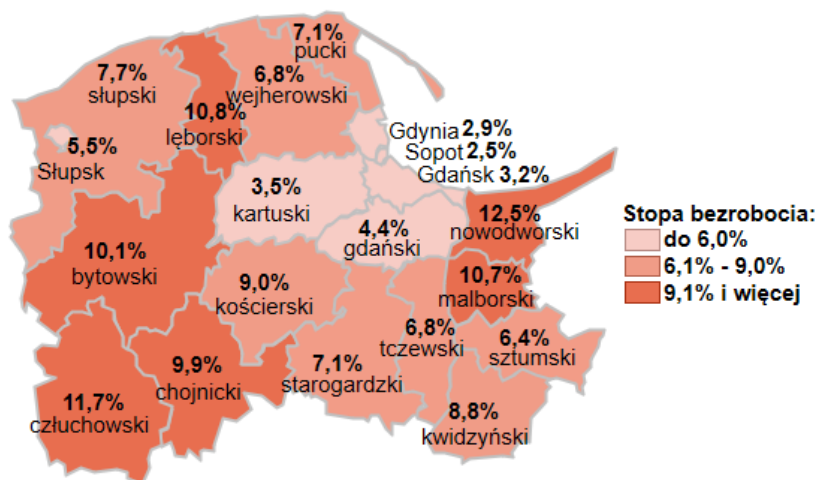 7,1%
pucki
7,7%
słupski
6,8%
wejherowski
10,8%
lęborski
5,5%
Słupsk
Gdynia 2,9%
Sopot 2,5%
Gdańsk 3,2%
3,5%
kartuski
4,4%
gdański
12,5%
nowodworski
10,1%
bytowski
9,0%
kościerski
10,7%
malborski
6,8%
tczewski
6,4%
sztumski
9,9%
chojnicki
7,1%
starogardzki
11,7%
człuchowski
8,8%
kwidzyński
Stopa bezrobocia:
do 6,0%
6,1% - 9,0%
9,1% i więcej